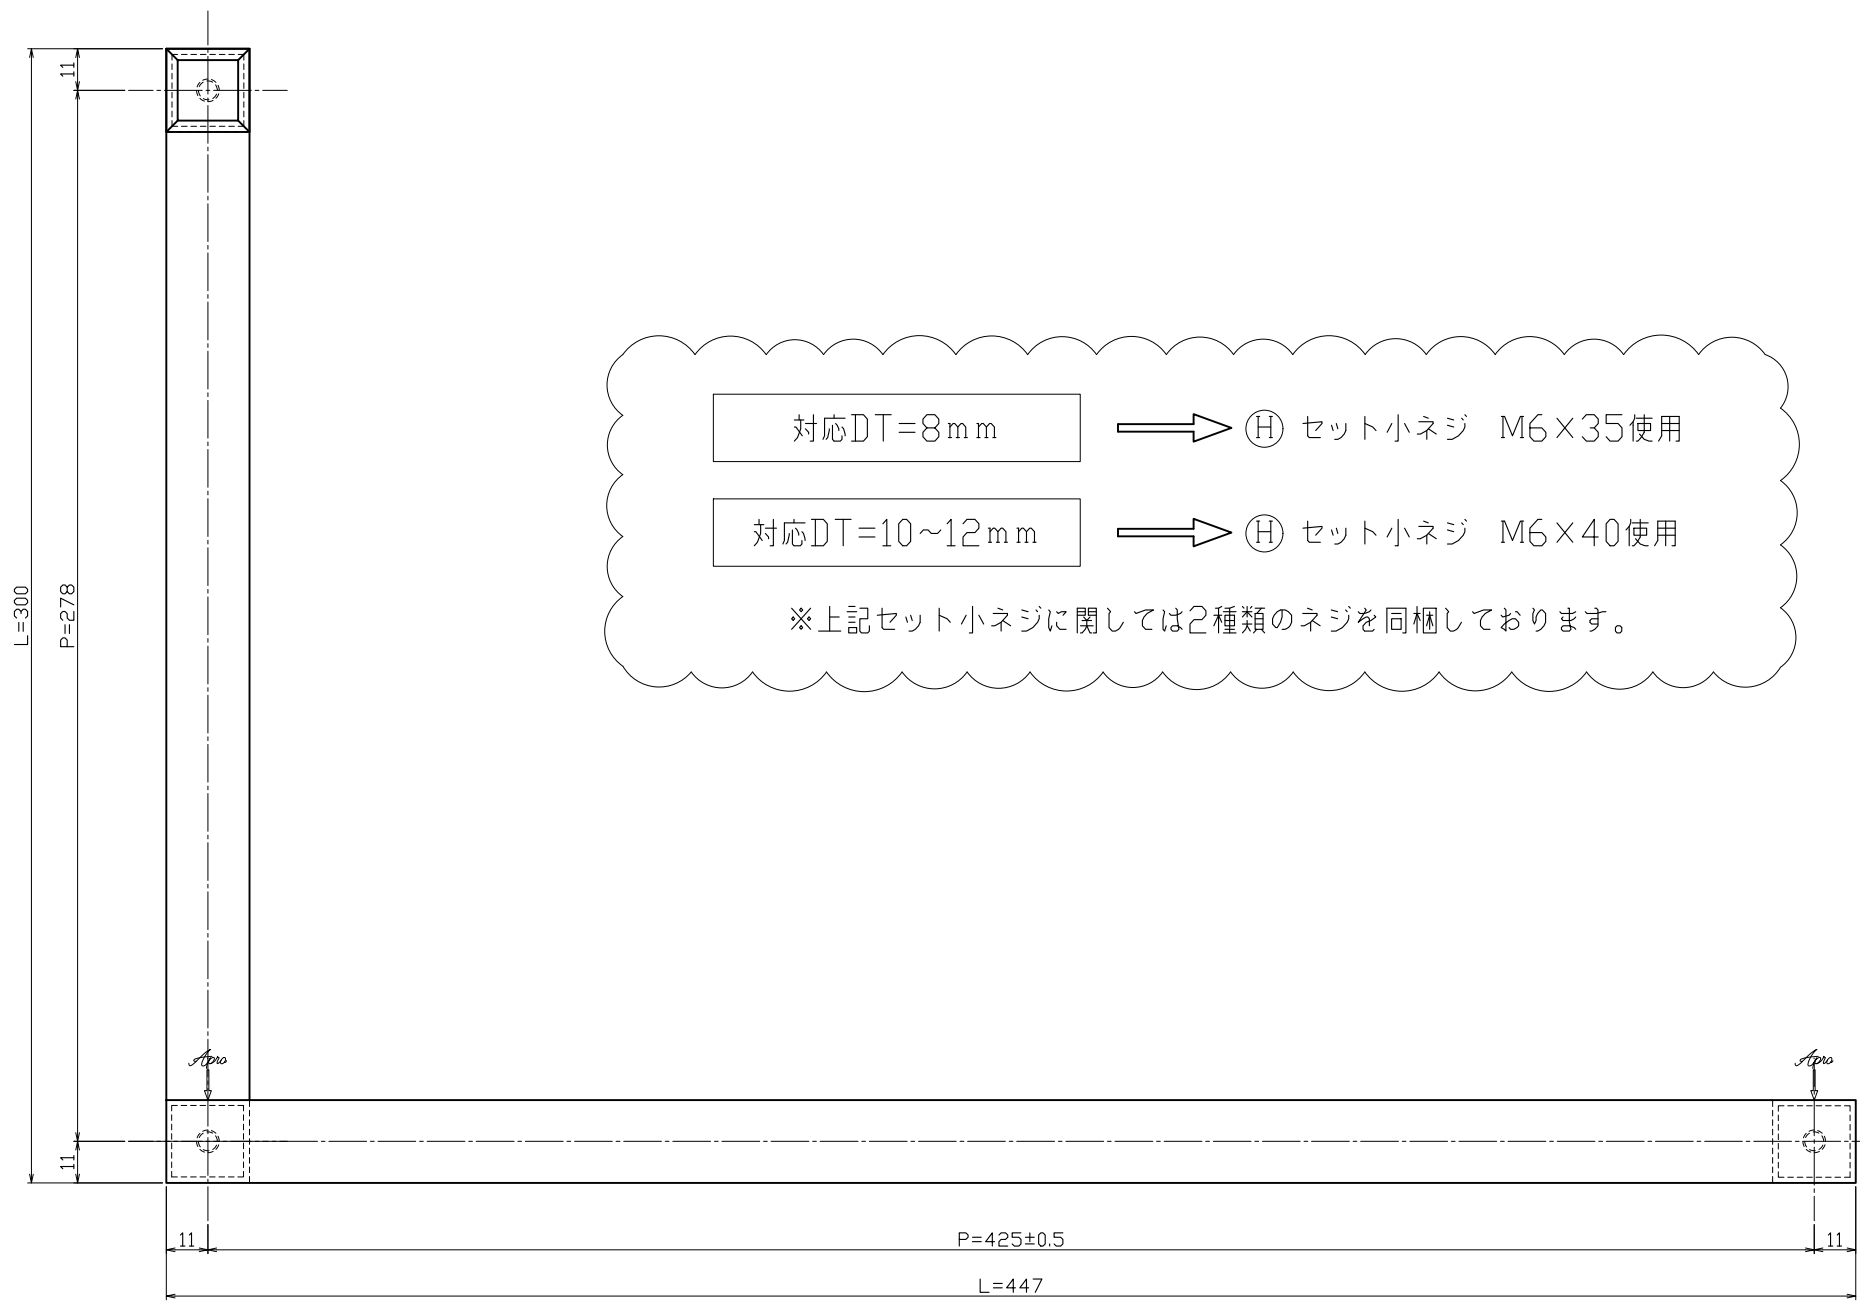 11
L=300
P=278
対応DT=8mm
Ⓗ セット小ネジ M6×35使用
対応DT=10~12mm
Ⓗ セット小ネジ M6×40使用
※上記セット小ネジに関しては2種類のネジを同梱しております。
Apro
Apro
11
11
P=425±0.5
11
L=447